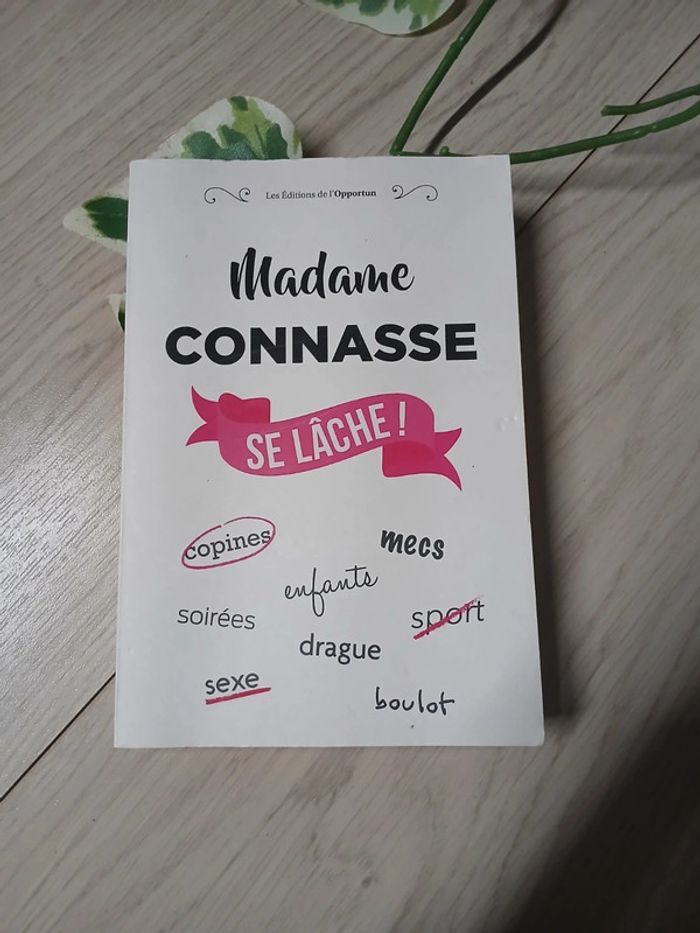 Les Éditions de l'Opportun
Madame
CONNASSE
SE LÂCHE !
copines
mecs
enfants
soirées
sport
drague
sexe
boulot